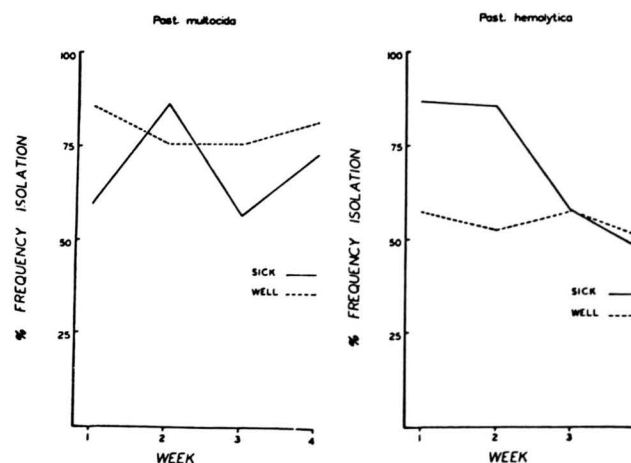 Past. multocida
100
75
50
25
% FREQUENCY ISOLATION
SICK
WELL
1 2 3 4
WEEK
Past. hemolytica
100
75
50
25
% FREQUENCY ISOLATION
SICK
WELL
1 2 3
WEEK